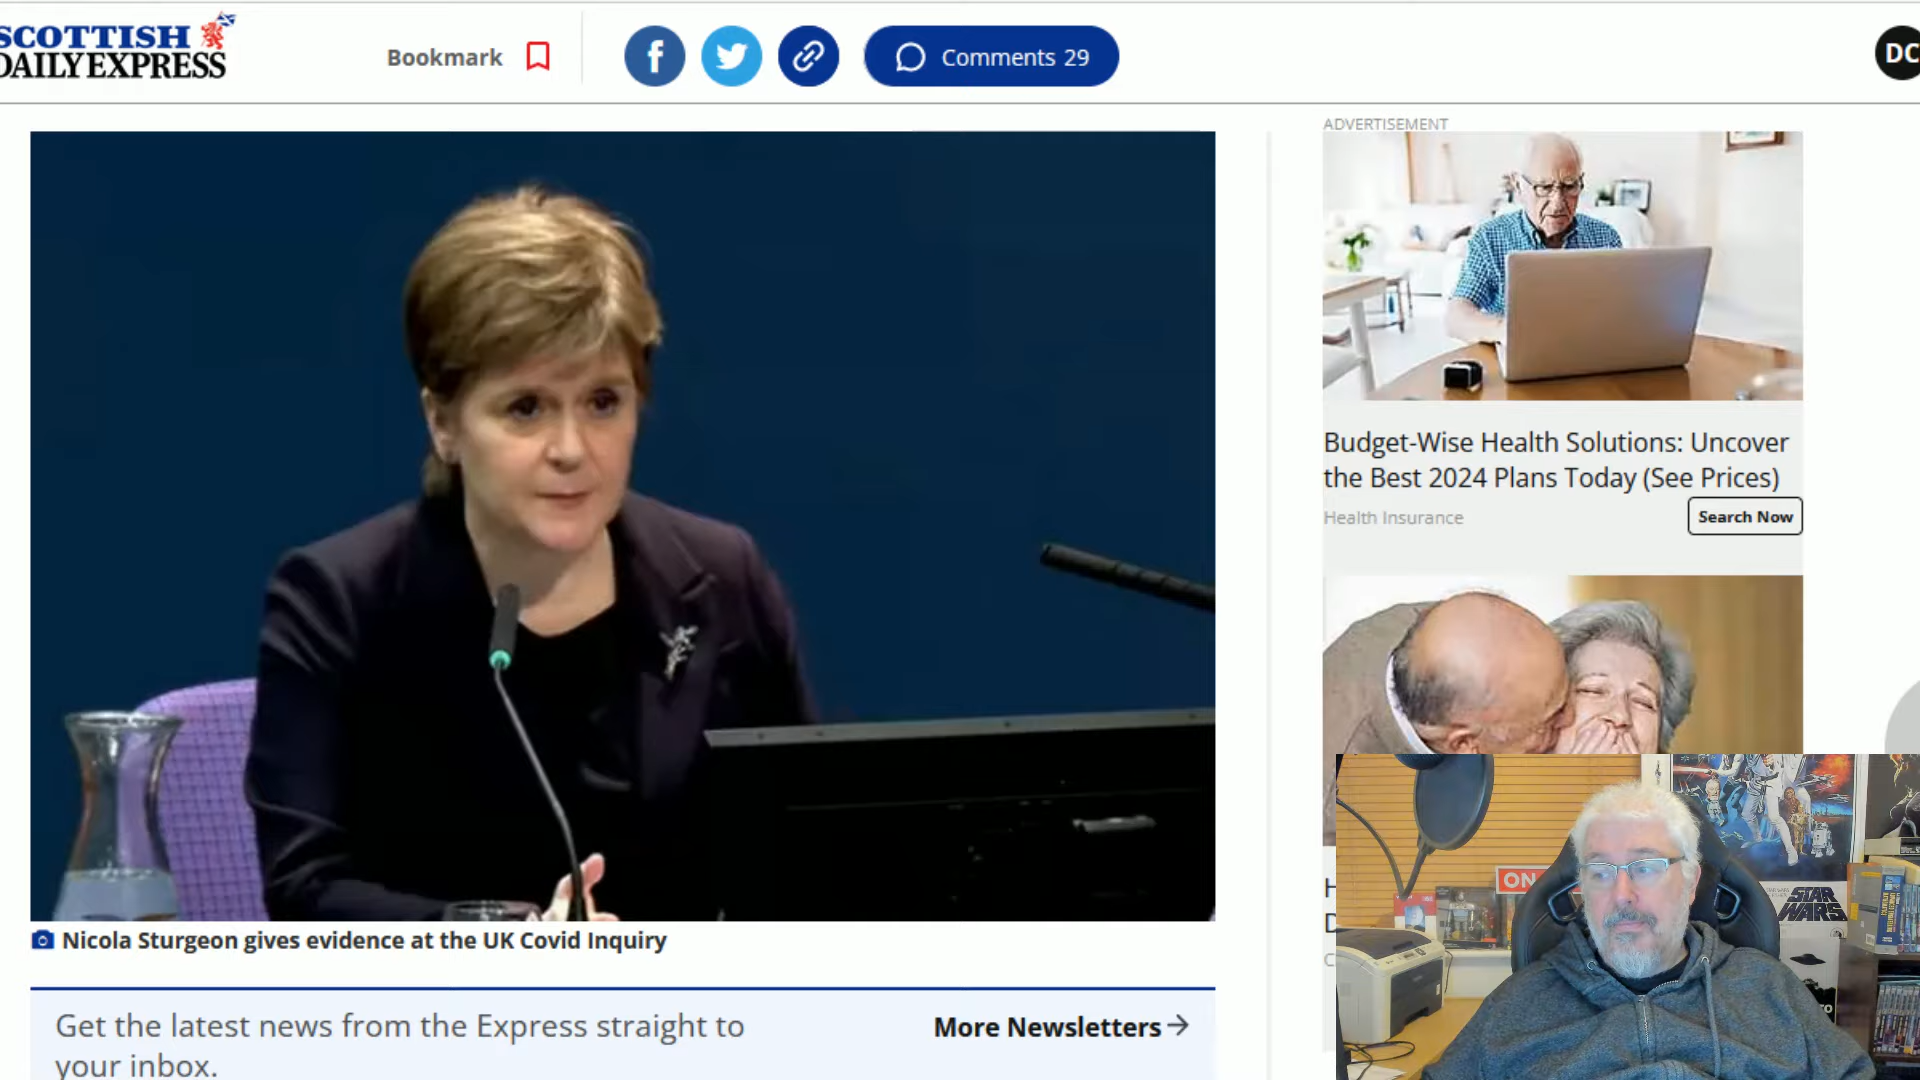 SCOTTISH
DAILY EXPRESS
Bookmark
Comments 29
DC
ADVERTISEMENT
Budget-Wise Health Solutions: Uncover
the Best 2024 Plans Today (See Prices)
Health Insurance
Search Now
Nicola Sturgeon gives evidence at the UK Covid Inquiry
Get the latest news from the Express straight to
your inbox.
More Newsletters
H
D
C
ON
STAR
WARS